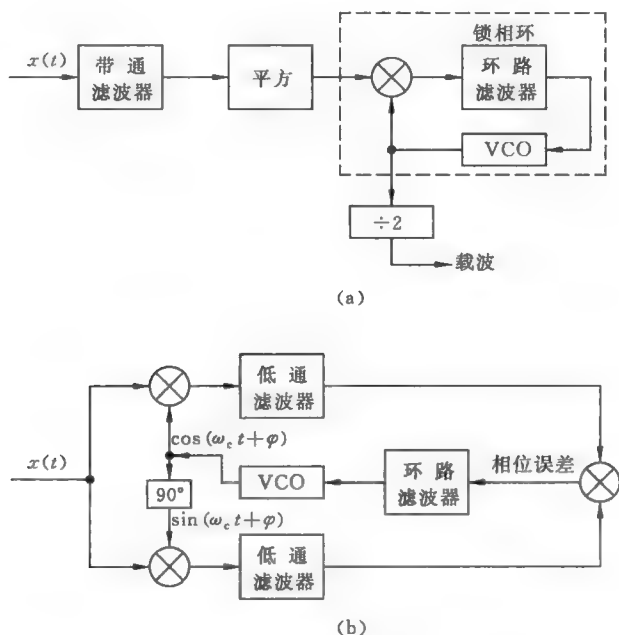 锁相环
x(t)
带通
滤波器
平方
环路
滤波器
VCO
÷2
载波
(a)
低通
滤波器
cos(ω_c t+φ)
x(t)
VCO
环路
滤波器
相位误差
90°
sin(ω_c t+φ)
低通
滤波器
(b)